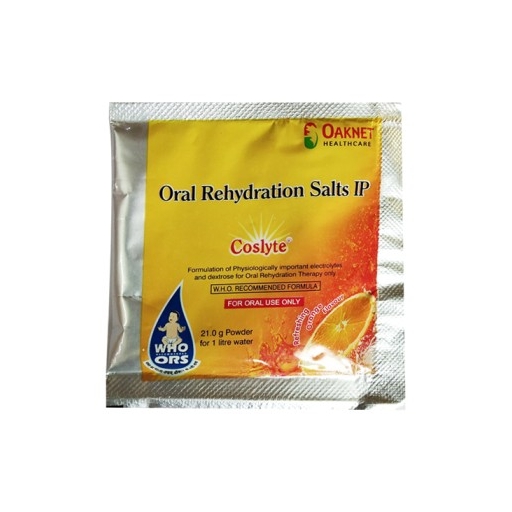 OAKNET
HEALTHCARE
Oral Rehydration Salts IP
Coslyte®
Formulation of Physiologically important electrolytes
and dextrose for Oral Rehydration Therapy only
W.H.O. RECOMMENDED FORMULA
FOR ORAL USE ONLY
21.0 g Powder
for 1 litre water
WHO
ORS
Refreshing
Orange
Flavour